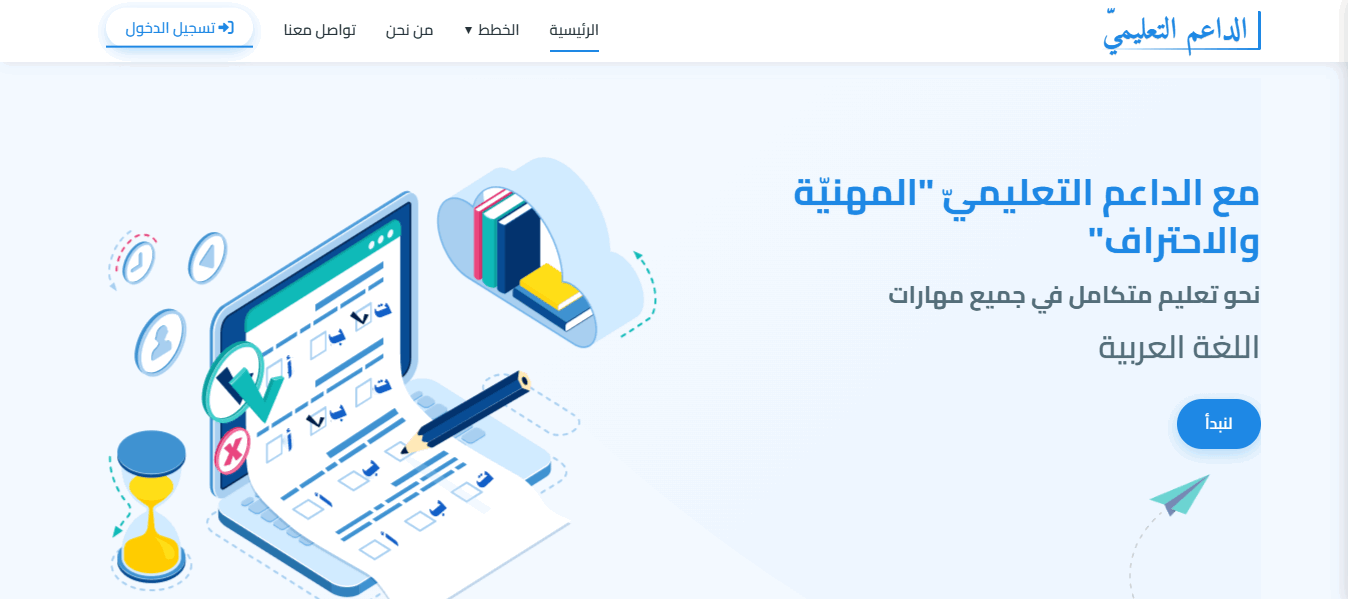 الداعم التعليميّ
الرئيسية
الخطط ▼
من نحن
تواصل معنا
تسجيل الدخول
مع الداعم التعليميّ "المهنيّة
والاحتراف"
نحو تعليم متكامل في جميع مهارات
اللغة العربية
لنبدأ
ت
ب
أ
ت
ب
أ
ت
ب
أ
ت
ب